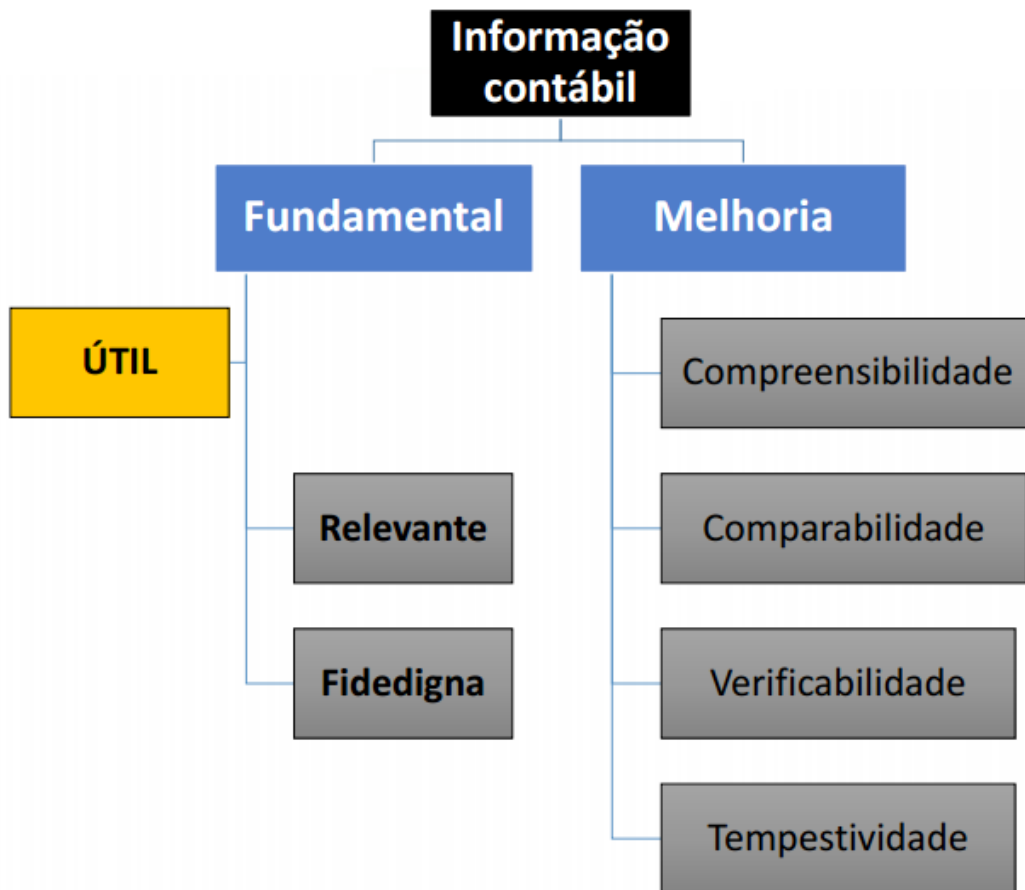 Informação
contábil
Fundamental
Melhoria
ÚTIL
Relevante
Fidedigna
Compreensibilidade
Comparabilidade
Verificabilidade
Tempestividade